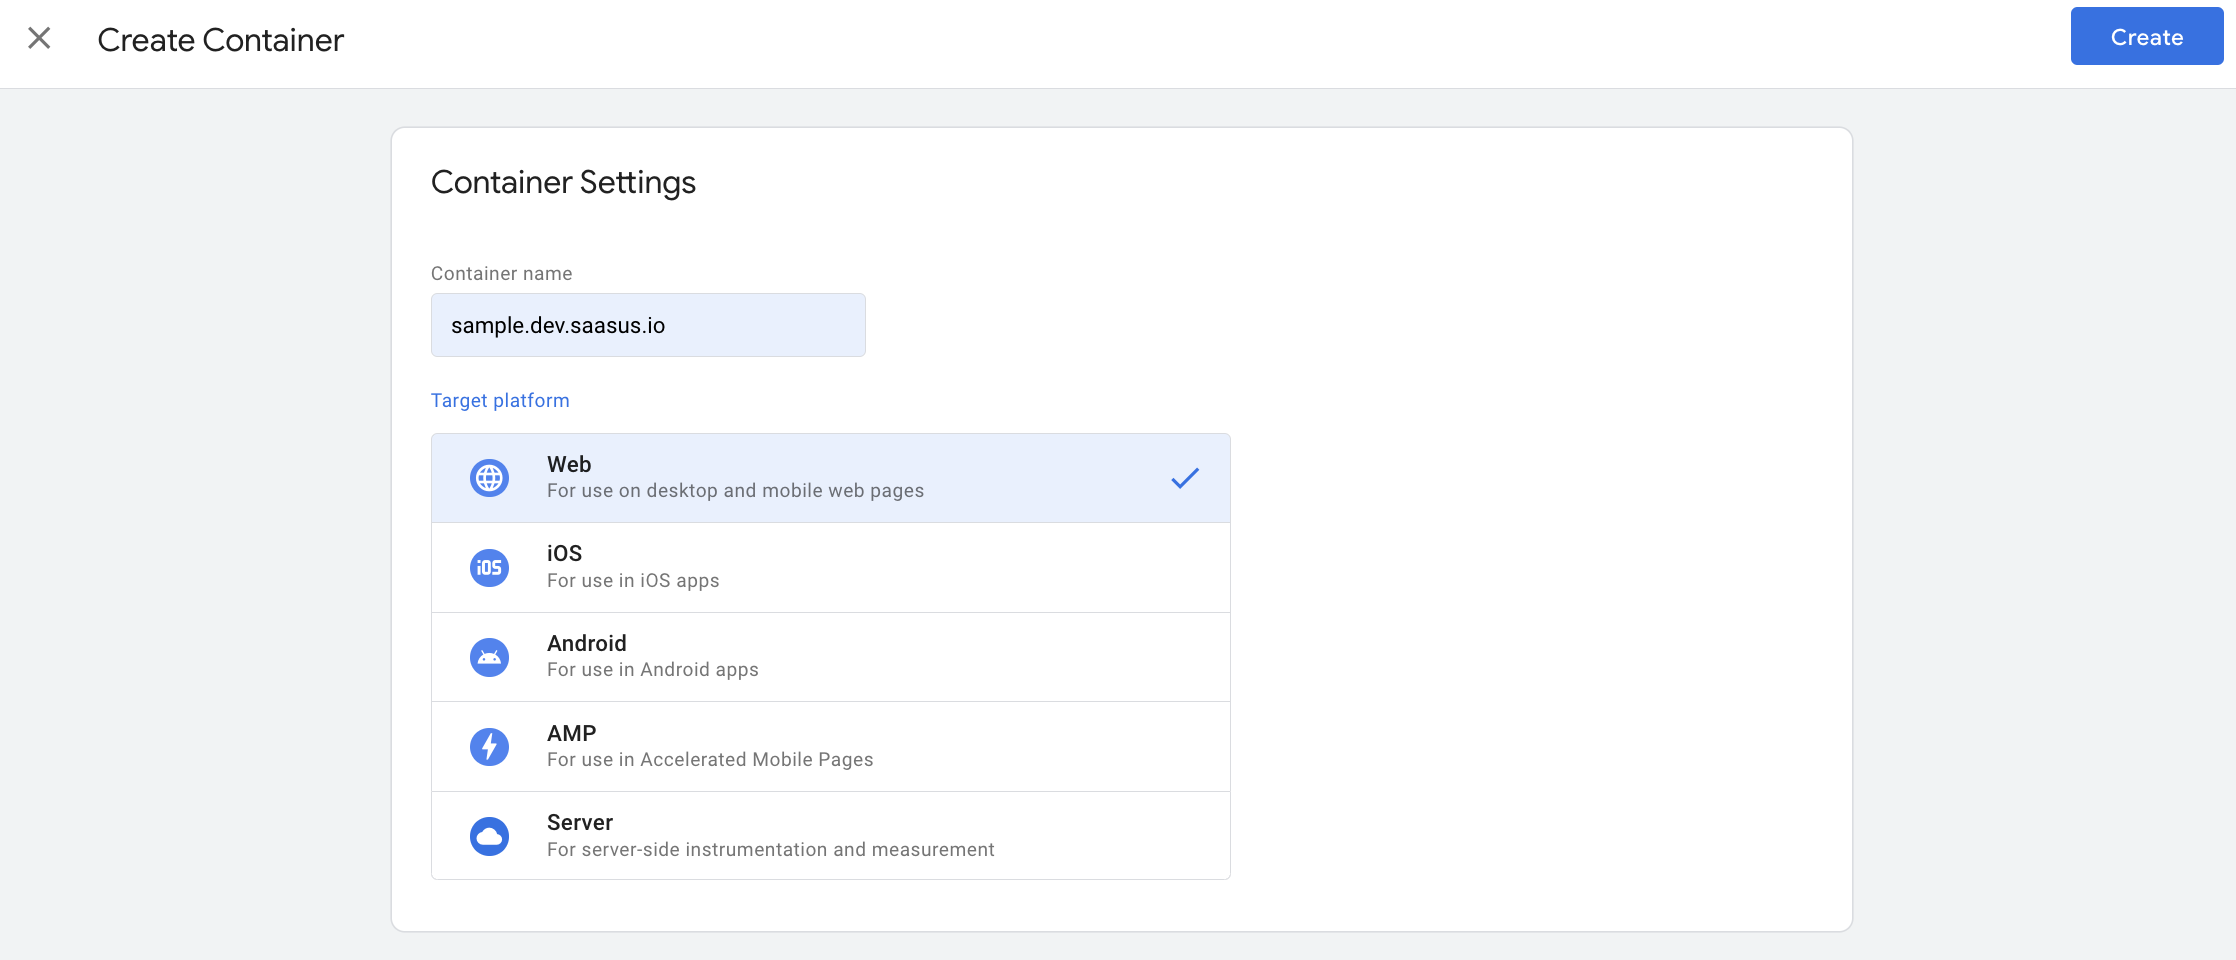 Create Container
Create
Container Settings
Container name
sample.dev.saasus.io
Target platform
Web
For use on desktop and mobile web pages
iOS
iOS
For use in iOS apps
Android
For use in Android apps
AMP
For use in Accelerated Mobile Pages
Server
For server-side instrumentation and measurement